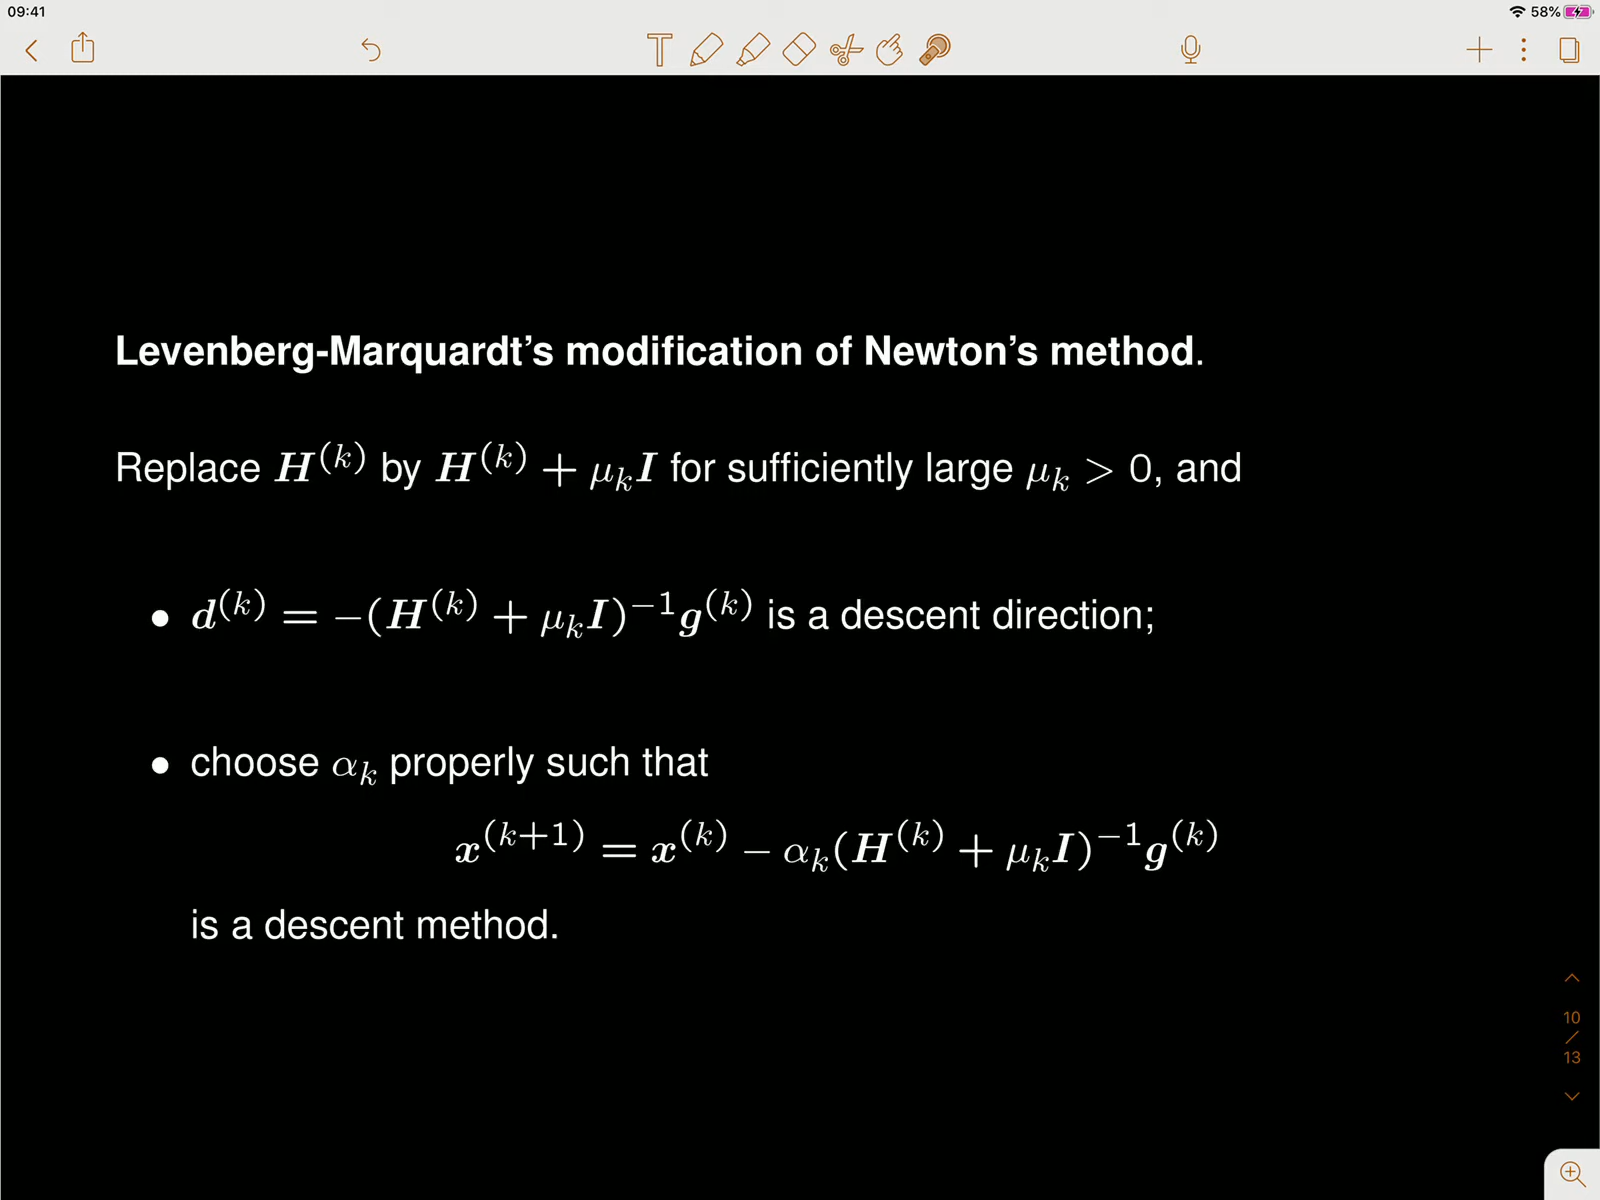 09:41
58%
T
Levenberg-Marquardt's modification of Newton's method.
Replace H^(k) by H^(k) + μ_k I for sufficiently large μ_k > 0, and
• d^(k) = −(H^(k) + μ_k I)^−1 g^(k) is a descent direction;
• choose α_k properly such that
x^(k+1) = x^(k) − α_k(H^(k) + μ_k I)^−1 g^(k)
is a descent method.
10
/
13